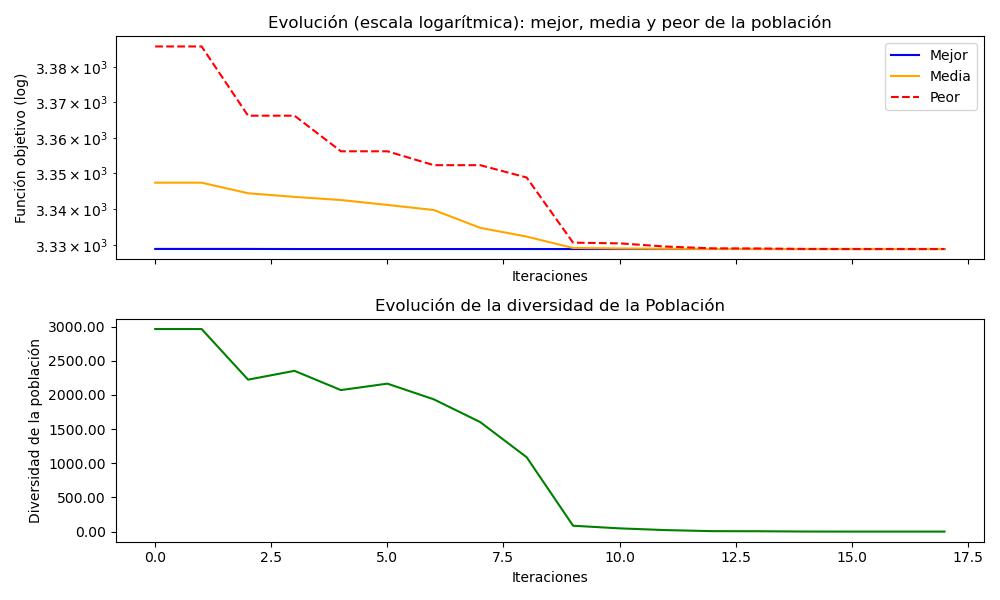 Evolución (escala logarítmica): mejor, media y peor de la población
Función objetivo (log)
3.38 × 10³
3.37 × 10³
3.36 × 10³
3.35 × 10³
3.34 × 10³
3.33 × 10³
Mejor
Media
Peor
Iteraciones
Evolución de la diversidad de la Población
Diversidad de la población
3000.00
2500.00
2000.00
1500.00
1000.00
500.00
0.00
0.0 2.5 5.0 7.5 10.0 12.5 15.0 17.5
Iteraciones